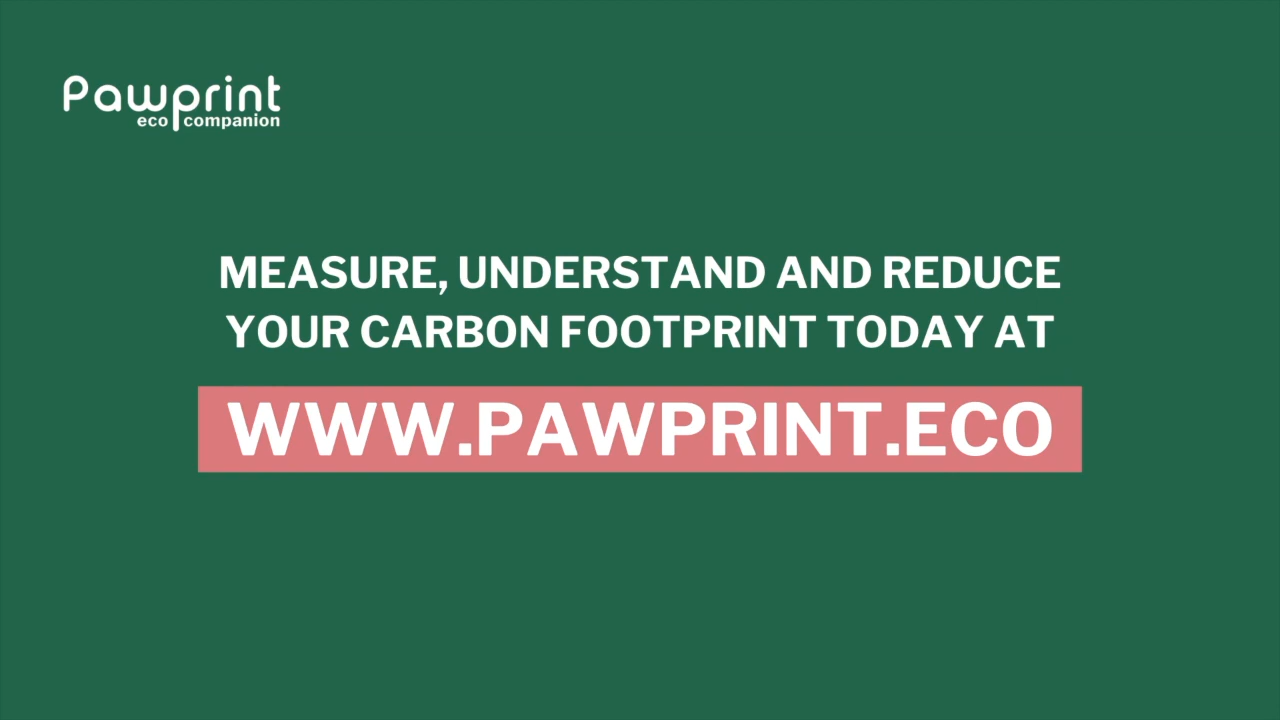 Pawprint
eco companion
MEASURE, UNDERSTAND AND REDUCE
YOUR CARBON FOOTPRINT TODAY AT
WWW.PAWPRINT.ECO